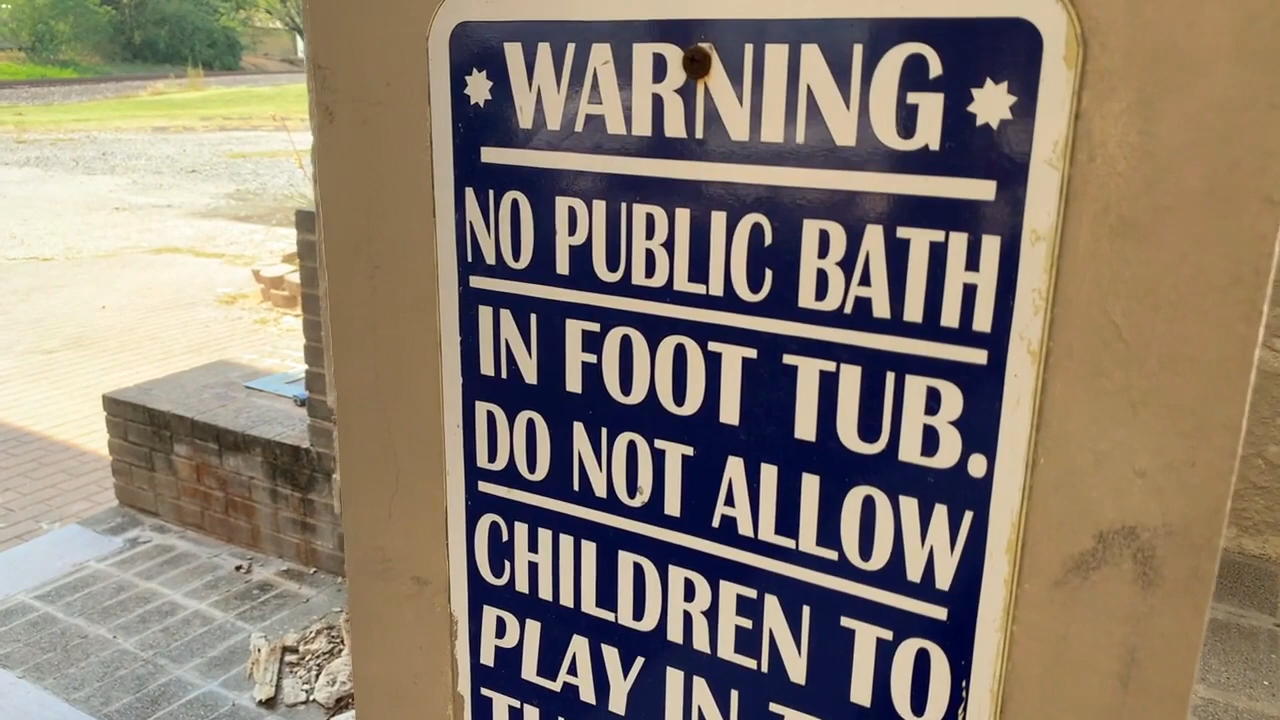 WARNING
NO PUBLIC BATH
IN FOOT TUB.
DO NOT ALLOW
CHILDREN TO
PLAY IN